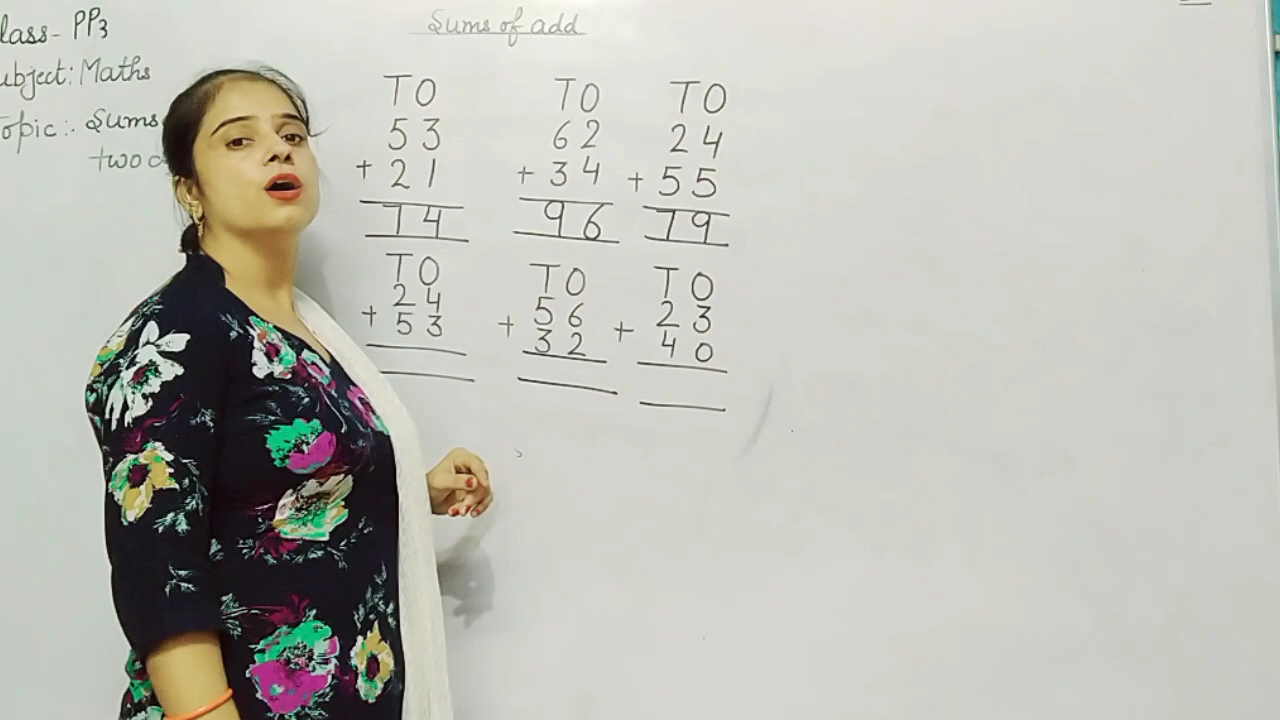 lass- PP3
ubject: Maths
opic:- Sums
two
Sums of add
T O T O T O
5 3 6 2 2 4
+ 2 1 + 3 4 + 5 5
7 4 9 6 7 9
T O T O T O
2 4 5 6 2 3
+ 5 3 + 3 2 + 4 0